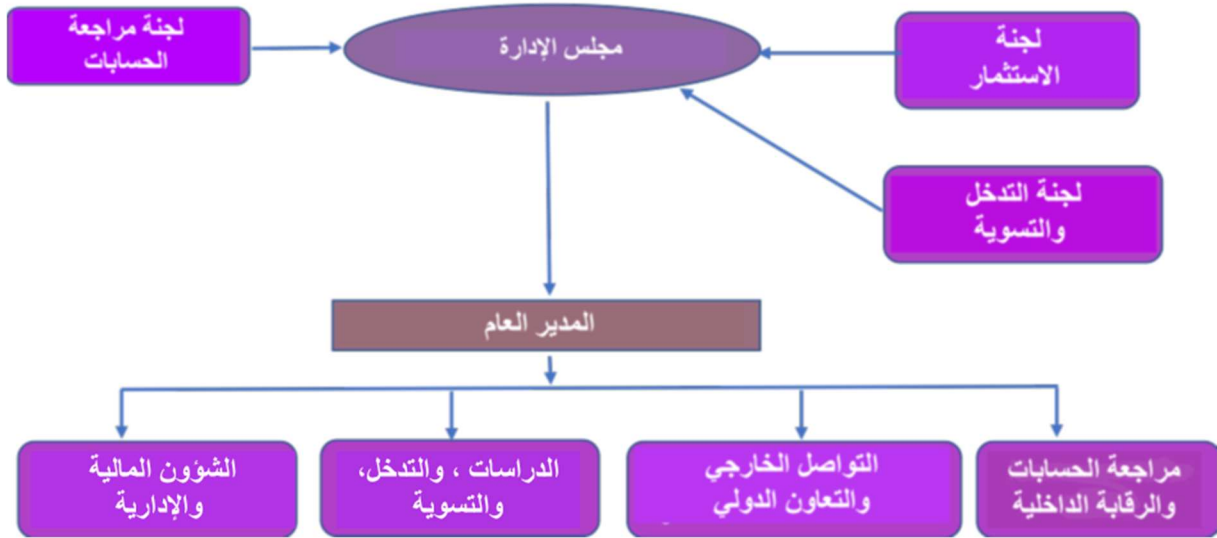 لجنة
الاستثمار
مجلس الإدارة
لجنة مراجعة
الحسابات
لجنة التدخل
والتسوية
المدير العام
مراجعة الحسابات
والرقابة الداخلية
التواصل الخارجي
والتعاون الدولي
الدراسات ، والتدخل،
والتسوية
الشؤون المالية
والإدارية